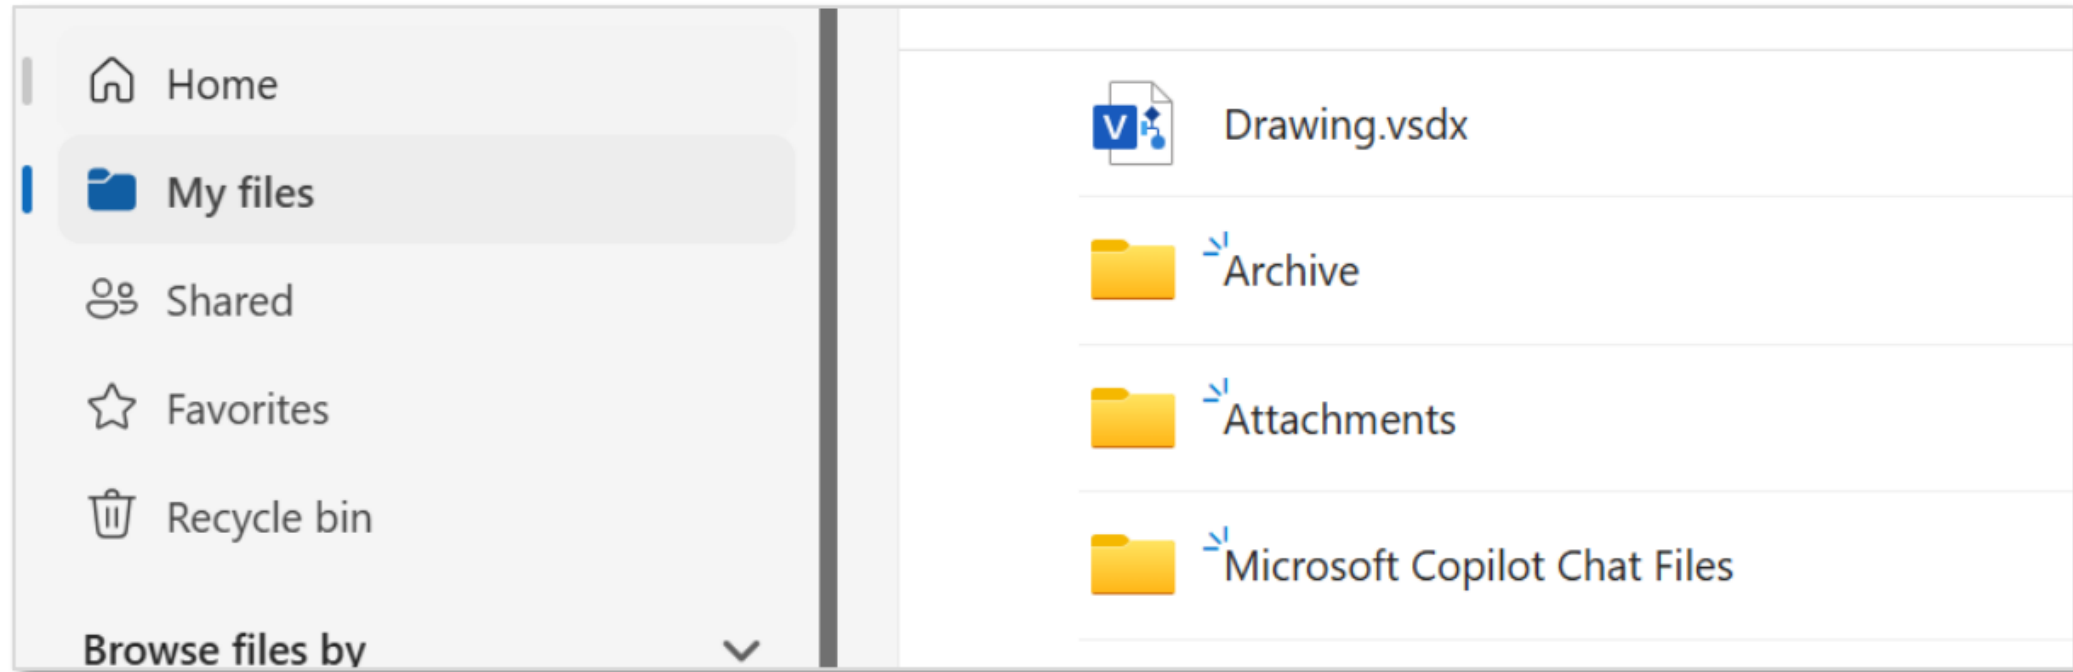 Home
My files
Shared
Favorites
Recycle bin
Browse files by
V
Drawing.vsdx
Archive
Attachments
Microsoft Copilot Chat Files